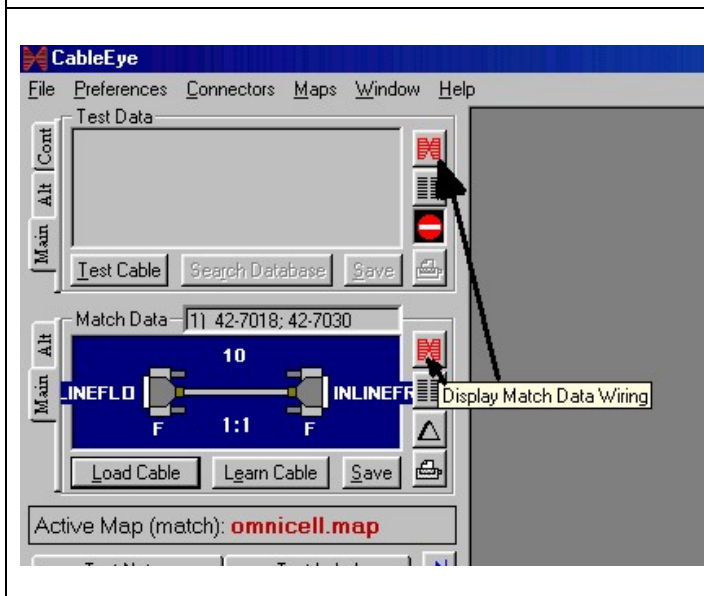 CableEye
File Preferences Connectors Maps Window Help
Test Data
Cont
Alt
Main
Test Cable Search Database Save
Match Data 1) 42-7018; 42-7030
Alt
Main
10
LINEFLO INLINEFR
F 1:1 F
Display Match Data Wiring
Load Cable Learn Cable Save
Active Map (match): omnicell.map